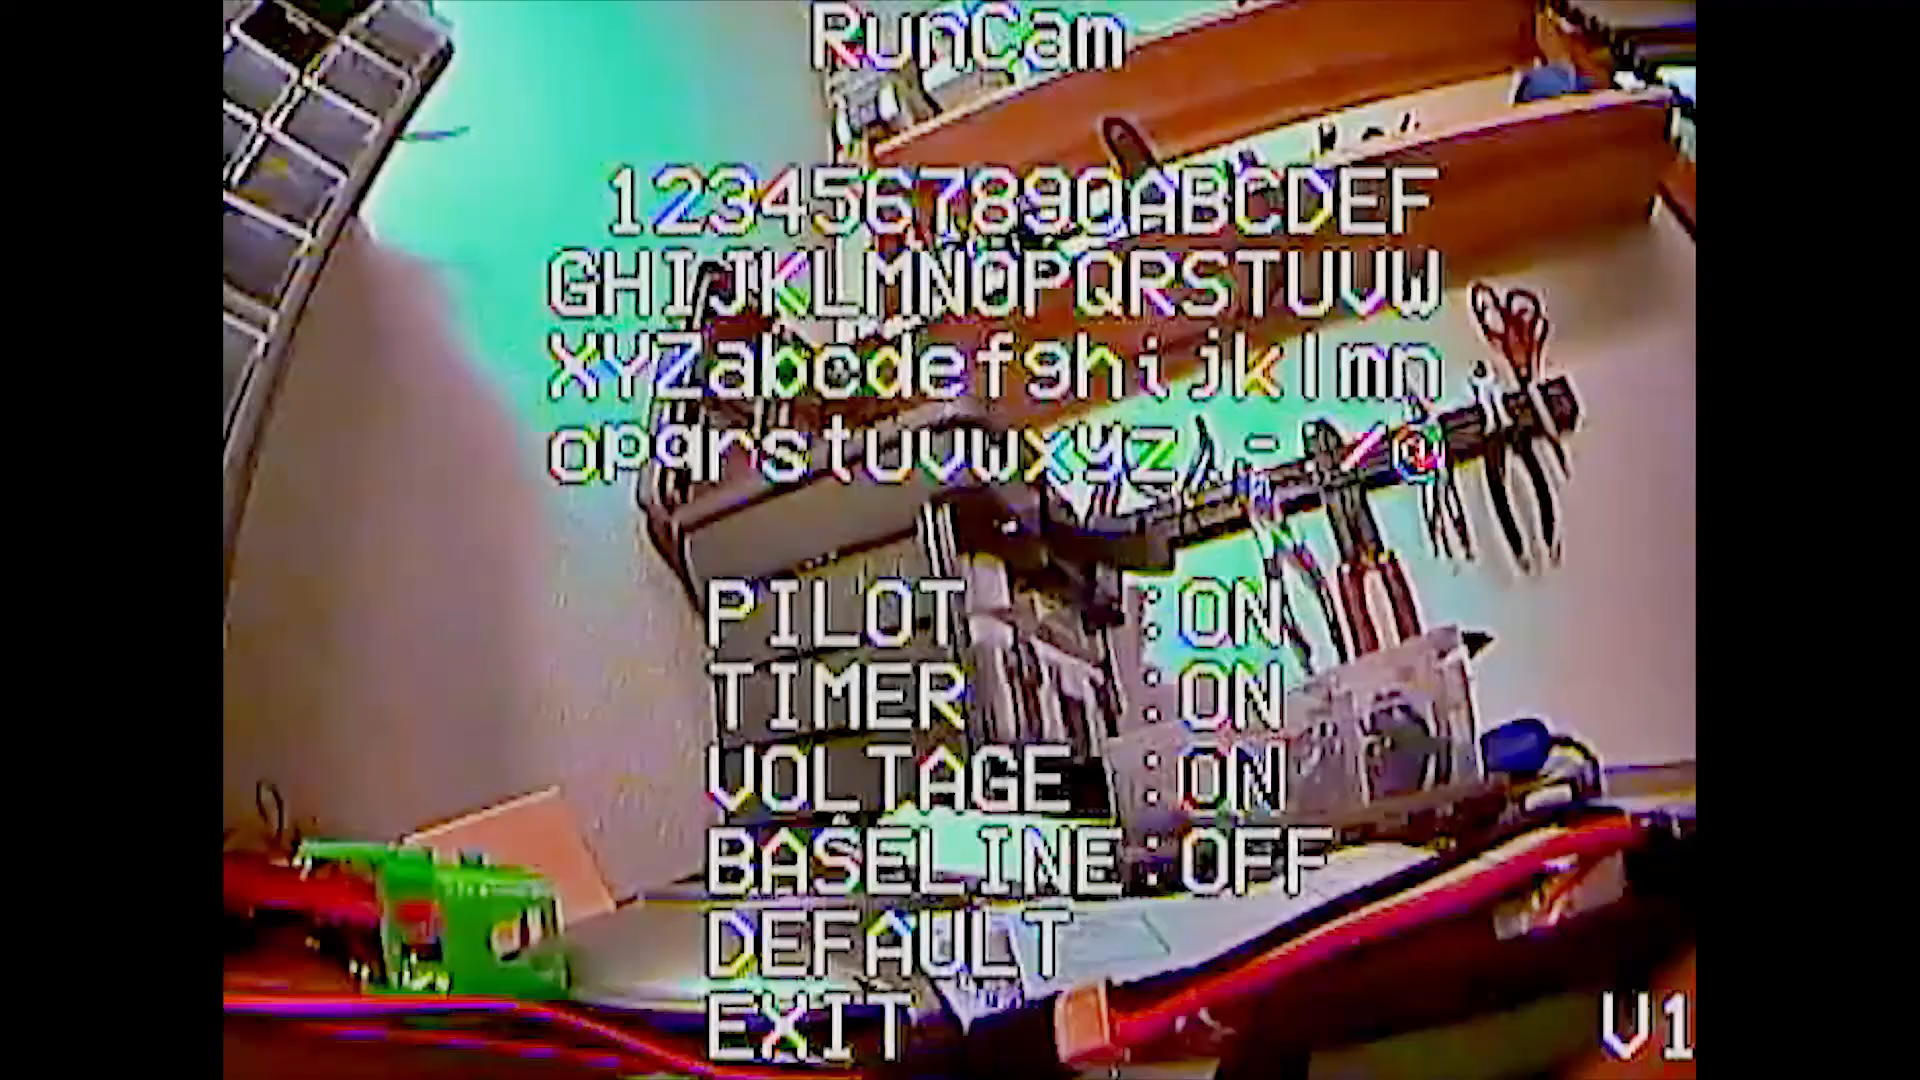 RunCam
1234567890ABCDEF
GHIJKLMNOPQRSTUVW
XYZabcdefghijklmn
opqrstuvwxyz,-./@
PILOT :ON
TIMER :ON
VOLTAGE :ON
BASELINE:OFF
DEFAULT
EXIT
V1